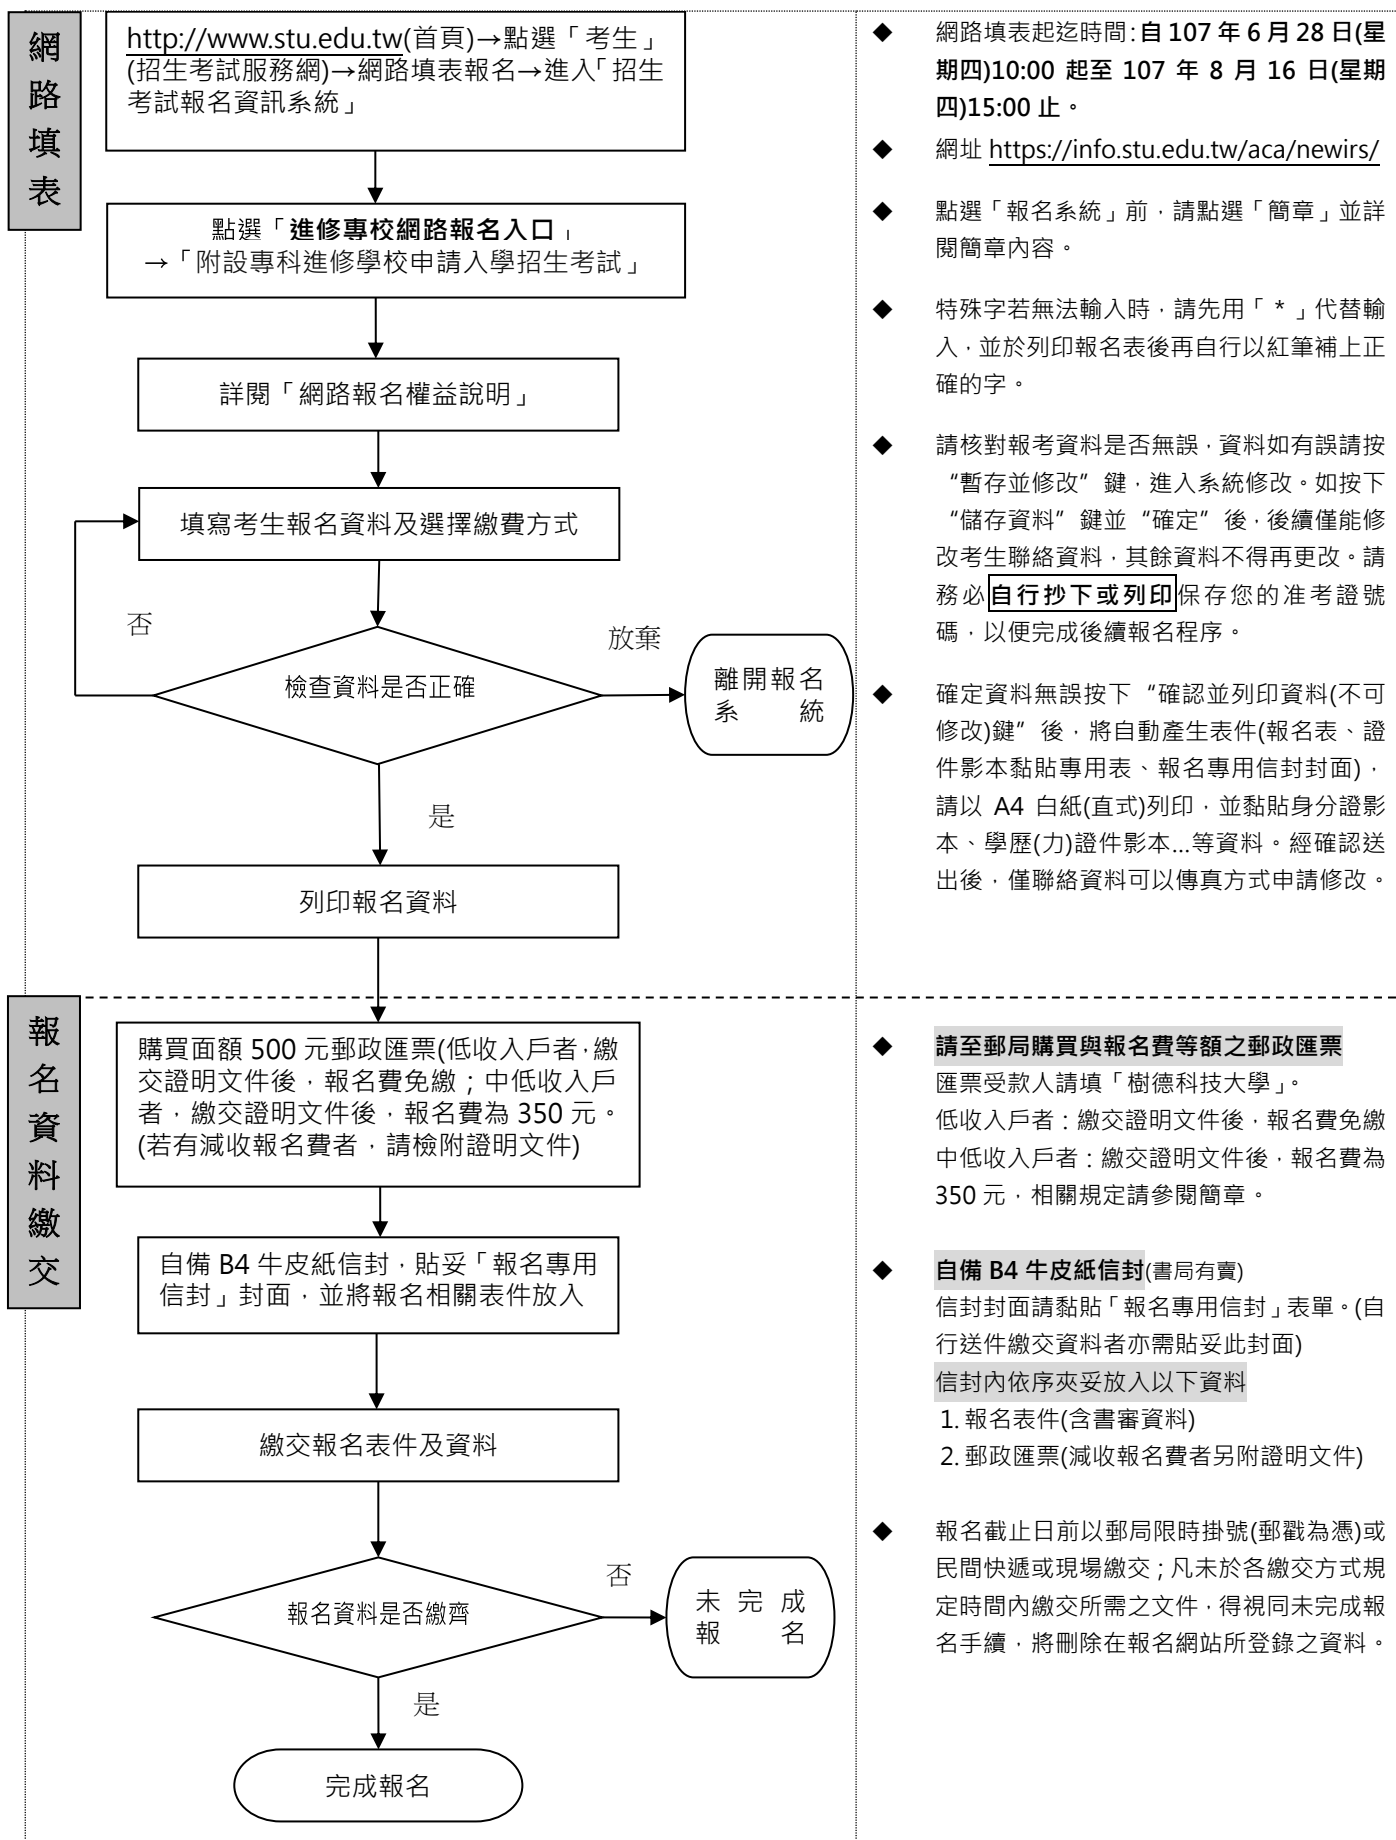 網
路
填
表
http://www.stu.edu.tw(首頁)→點選「考生」
(招生考試服務網)→網路填表報名→進入「招生
考試報名資訊系統」
點選「進修專校網路報名入口」
→「附設專科進修學校申請入學招生考試」
詳閱「網路報名權益說明」
填寫考生報名資料及選擇繳費方式
否
檢查資料是否正確
放棄
離開報名
系統
是
列印報名資料
◆ 網路填表起迄時間:自 107 年 6 月 28 日(星
期四)10:00 起至 107 年 8 月 16 日(星期
四)15:00 止。
◆ 網址 https://info.stu.edu.tw/aca/newirs/
◆ 點選「報名系統」前，請點選「簡章」並詳
閱簡章內容。
◆ 特殊字若無法輸入時，請先用「 * 」代替輸
入，並於列印報名表後再自行以紅筆補上正
確的字。
◆ 請核對報考資料是否無誤，資料如有誤請按
“暫存並修改”鍵，進入系統修改。如按下
“儲存資料”鍵並“確定”後，後續僅能修
改考生聯絡資料，其餘資料不得再更改。請
務必自行抄下或列印保存您的准考證號
碼，以便完成後續報名程序。
◆ 確定資料無誤按下“確認並列印資料(不可
修改)鍵”後，將自動產生表件(報名表、證
件影本黏貼專用表、報名專用信封封面)，
請以 A4 白紙(直式)列印，並黏貼身分證影
本、學歷(力)證件影本…等資料。經確認送
出後，僅聯絡資料可以傳真方式申請修改。
報
名
資
料
繳
交
購買面額 500 元郵政匯票(低收入戶者，繳
交證明文件後，報名費免繳；中低收入戶
者，繳交證明文件後，報名費為 350 元。
(若有減收報名費者，請檢附證明文件)
自備 B4 牛皮紙信封，貼妥「報名專用
信封」封面，並將報名相關表件放入
繳交報名表件及資料
報名資料是否繳齊
否
未完成
報名
是
完成報名
◆ 請至郵局購買與報名費等額之郵政匯票
匯票受款人請填「樹德科技大學」。
低收入戶者：繳交證明文件後，報名費免繳
中低收入戶者：繳交證明文件後，報名費為
350 元，相關規定請參閱簡章。
◆ 自備 B4 牛皮紙信封(書局有賣)
信封封面請黏貼「報名專用信封」表單。(自
行送件繳交資料者亦需貼妥此封面)
信封內依序夾妥放入以下資料
1. 報名表件(含書審資料)
2. 郵政匯票(減收報名費者另附證明文件)
◆ 報名截止日前以郵局限時掛號(郵戳為憑)或
民間快遞或現場繳交；凡未於各繳交方式規
定時間內繳交所需之文件，得視同未完成報
名手續，將刪除在報名網站所登錄之資料。